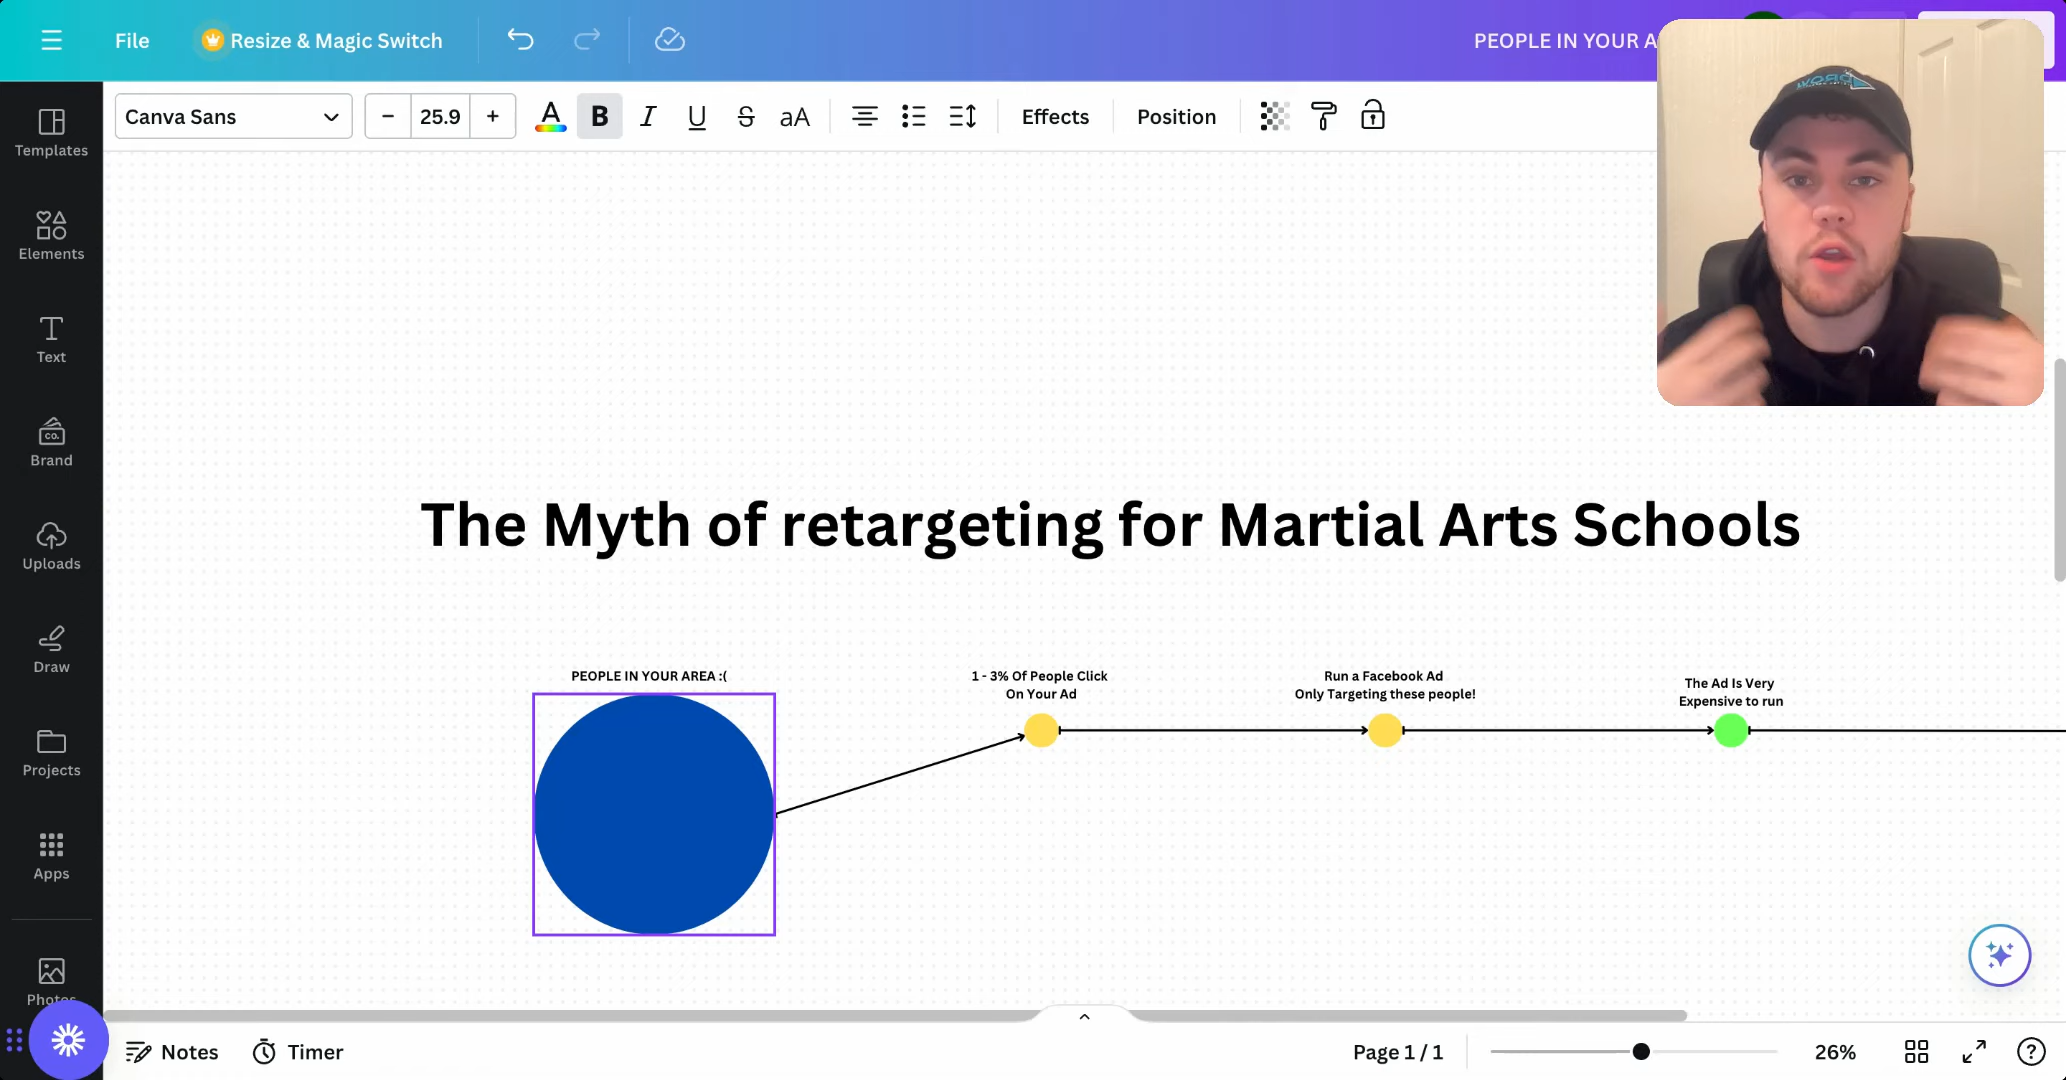 File
Resize & Magic Switch
PEOPLE IN YOUR A
Canva Sans
– 25.9 +
A B I U S aA
Effects
Position
Templates
Elements
Text
CO.
Brand
Uploads
Draw
Projects
Apps
Photos
The Myth of retargeting for Martial Arts Schools
PEOPLE IN YOUR AREA :(
1 - 3% Of People Click
On Your Ad
Run a Facebook Ad
Only Targeting these people!
The Ad Is Very
Expensive to run
Notes
Timer
Page 1 / 1
26%
?